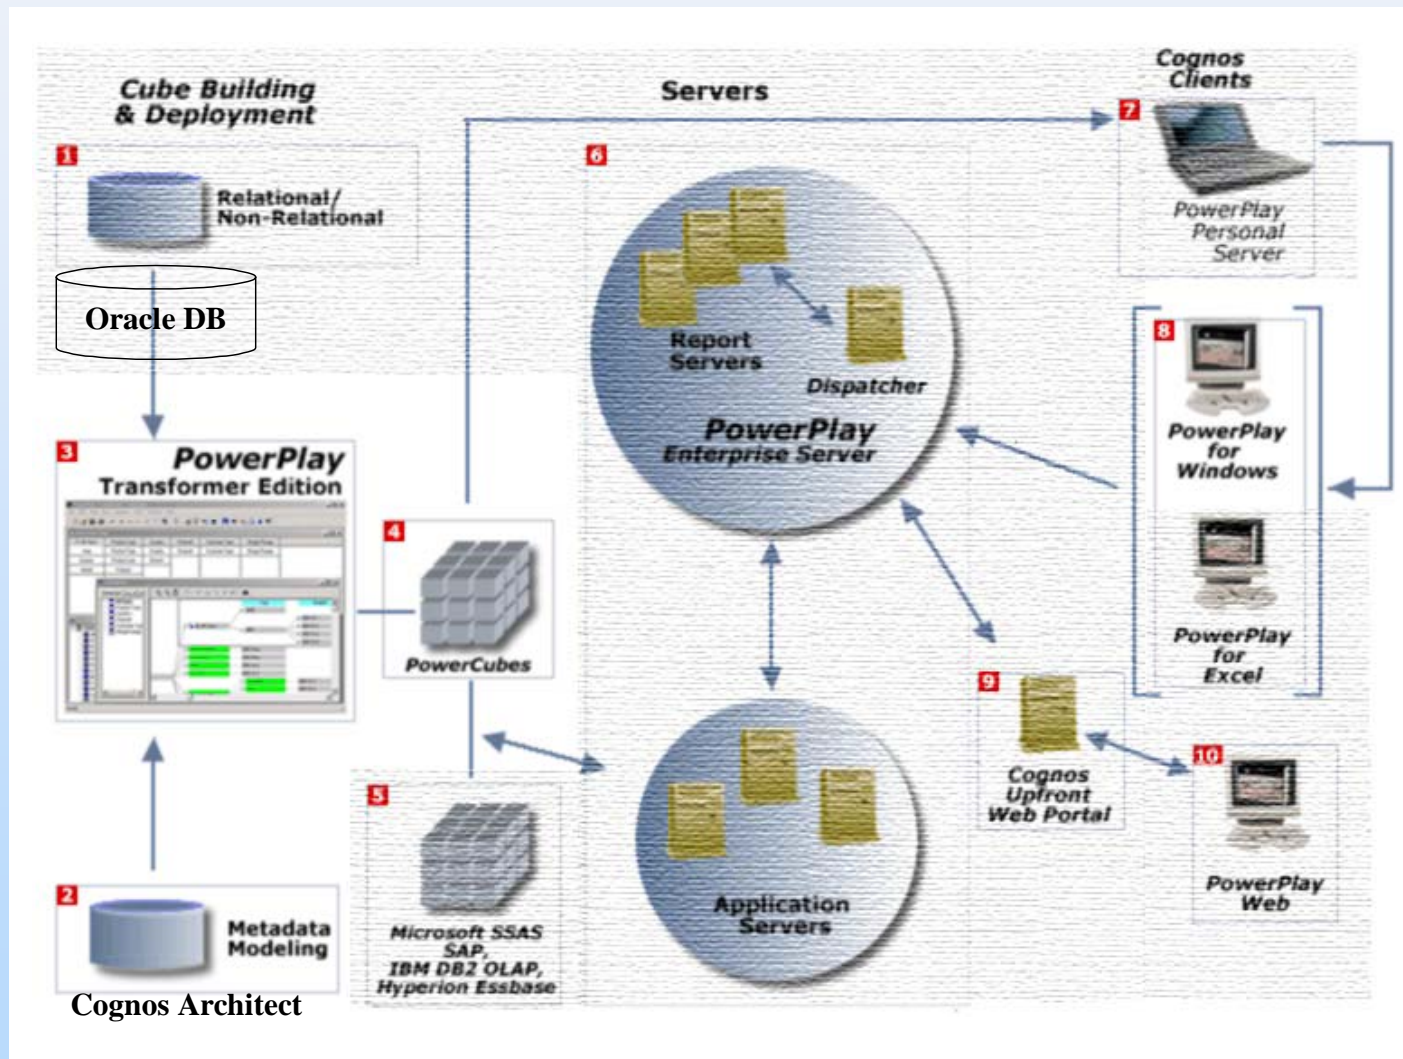 Cube Building
& Deployment
Servers
Cognos
Clients
1
Relational/
Non-Relational
Oracle DB
6
Report
Servers
Dispatcher
PowerPlay
Enterprise Server
7
PowerPlay
Personal
Server
8
PowerPlay
for
Windows
PowerPlay
for
Excel
3
PowerPlay
Transformer Edition
4
PowerCubes
5
Microsoft SSAS
SAP,
IBM DB2 OLAP,
Hyperion Essbase
Application
Servers
9
Cognos
Upfront
Web Portal
10
PowerPlay
Web
2
Metadada
Modeling
Cognos Architect